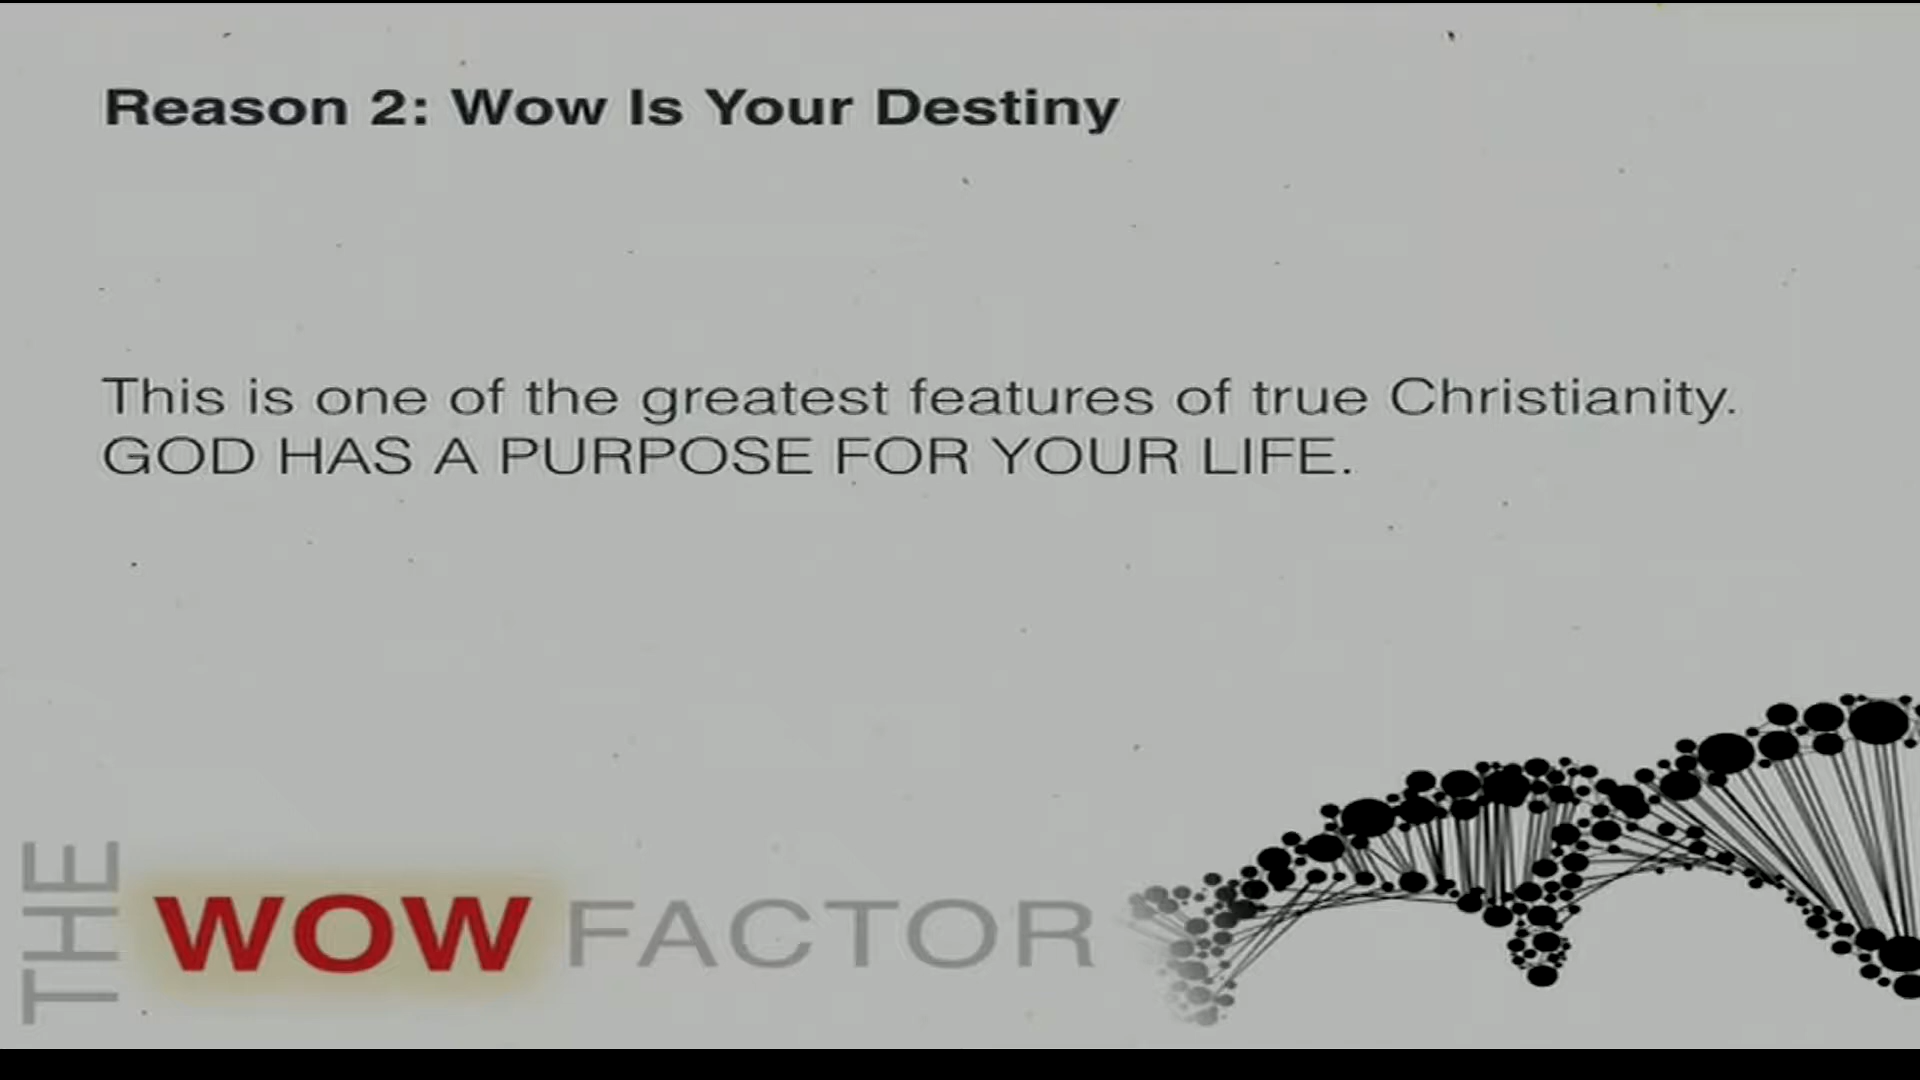 Reason 2: Wow Is Your Destiny
This is one of the greatest features of true Christianity.
GOD HAS A PURPOSE FOR YOUR LIFE.
THE WOW FACTOR